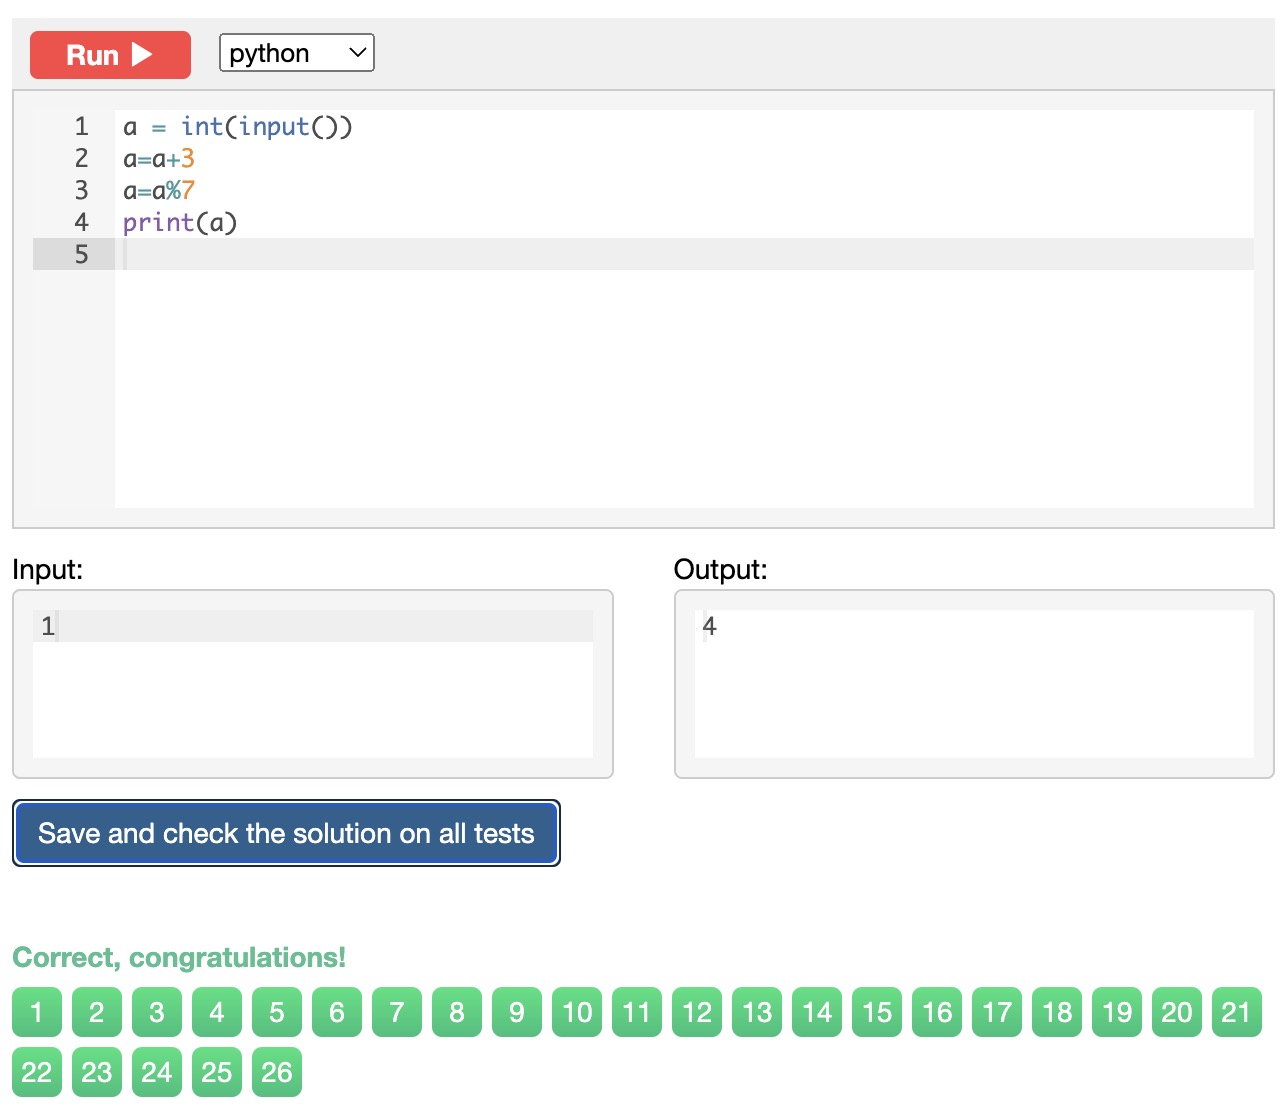 Run python
1 a = int(input())
2 a=a+3
3 a=a%7
4 print(a)
5
Input: Output:
1 4
Save and check the solution on all tests
Correct, congratulations!
1 2 3 4 5 6 7 8 9 10 11 12 13 14 15 16 17 18 19 20 21
22 23 24 25 26